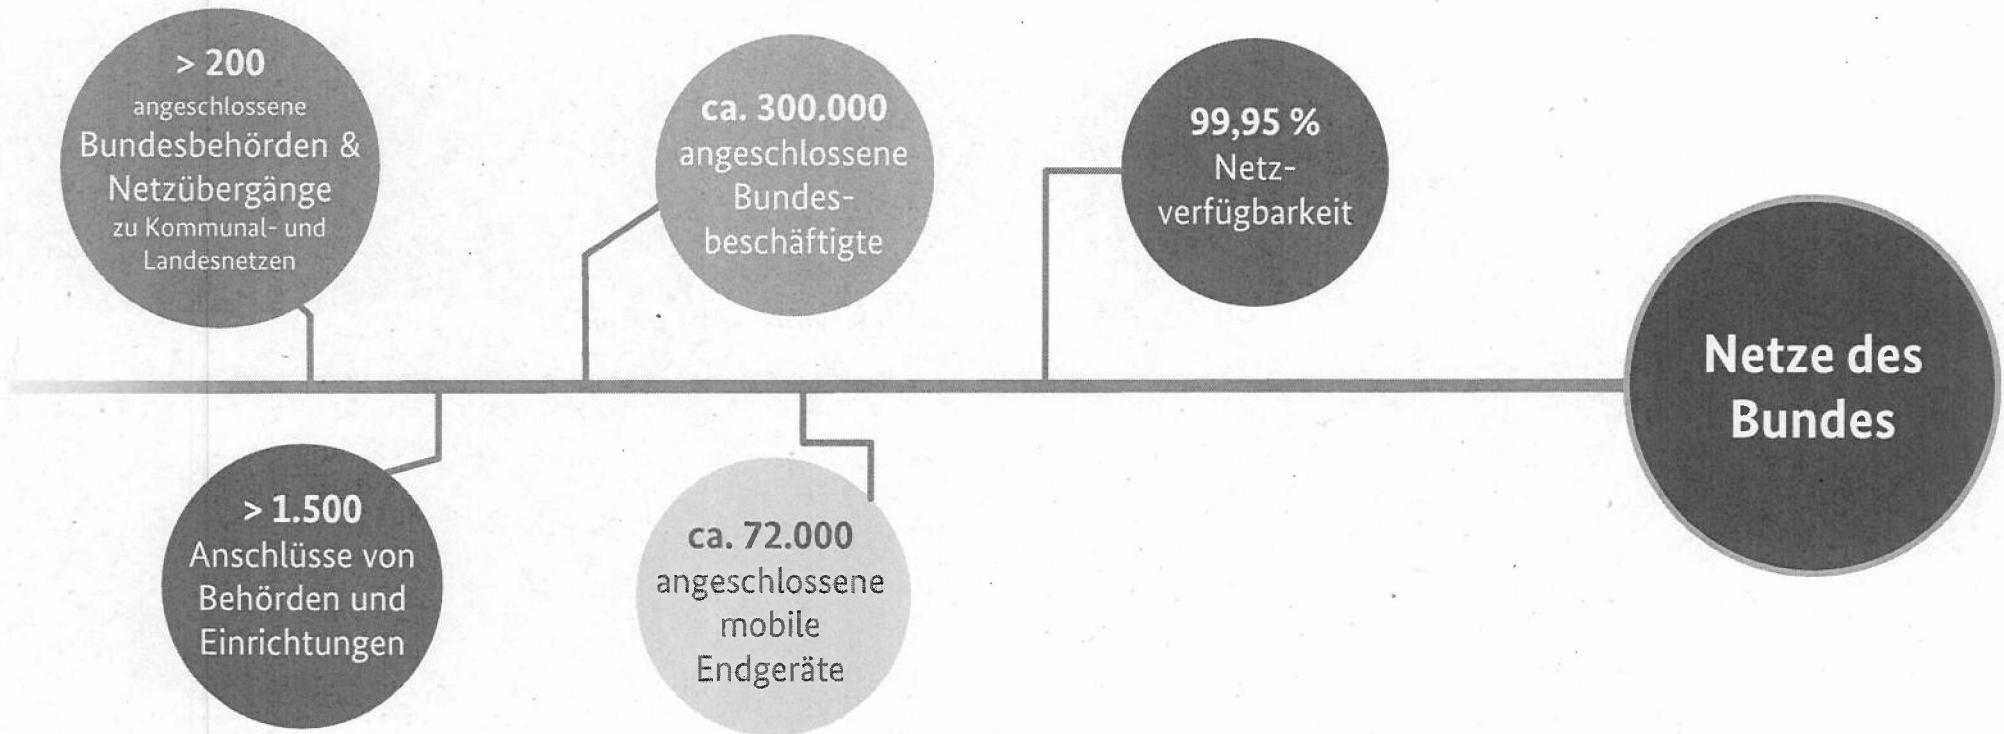 > 200
angeschlossene
Bundesbehörden &
Netzübergänge
zu Kommunal- und
Landesnetzen
ca. 300.000
angeschlossene
Bundes-
beschäftigte
99,95 %
Netz-
verfügbarkeit
Netze des
Bundes
> 1.500
Anschlüsse von
Behörden und
Einrichtungen
ca. 72.000
angeschlossene
mobile
Endgeräte